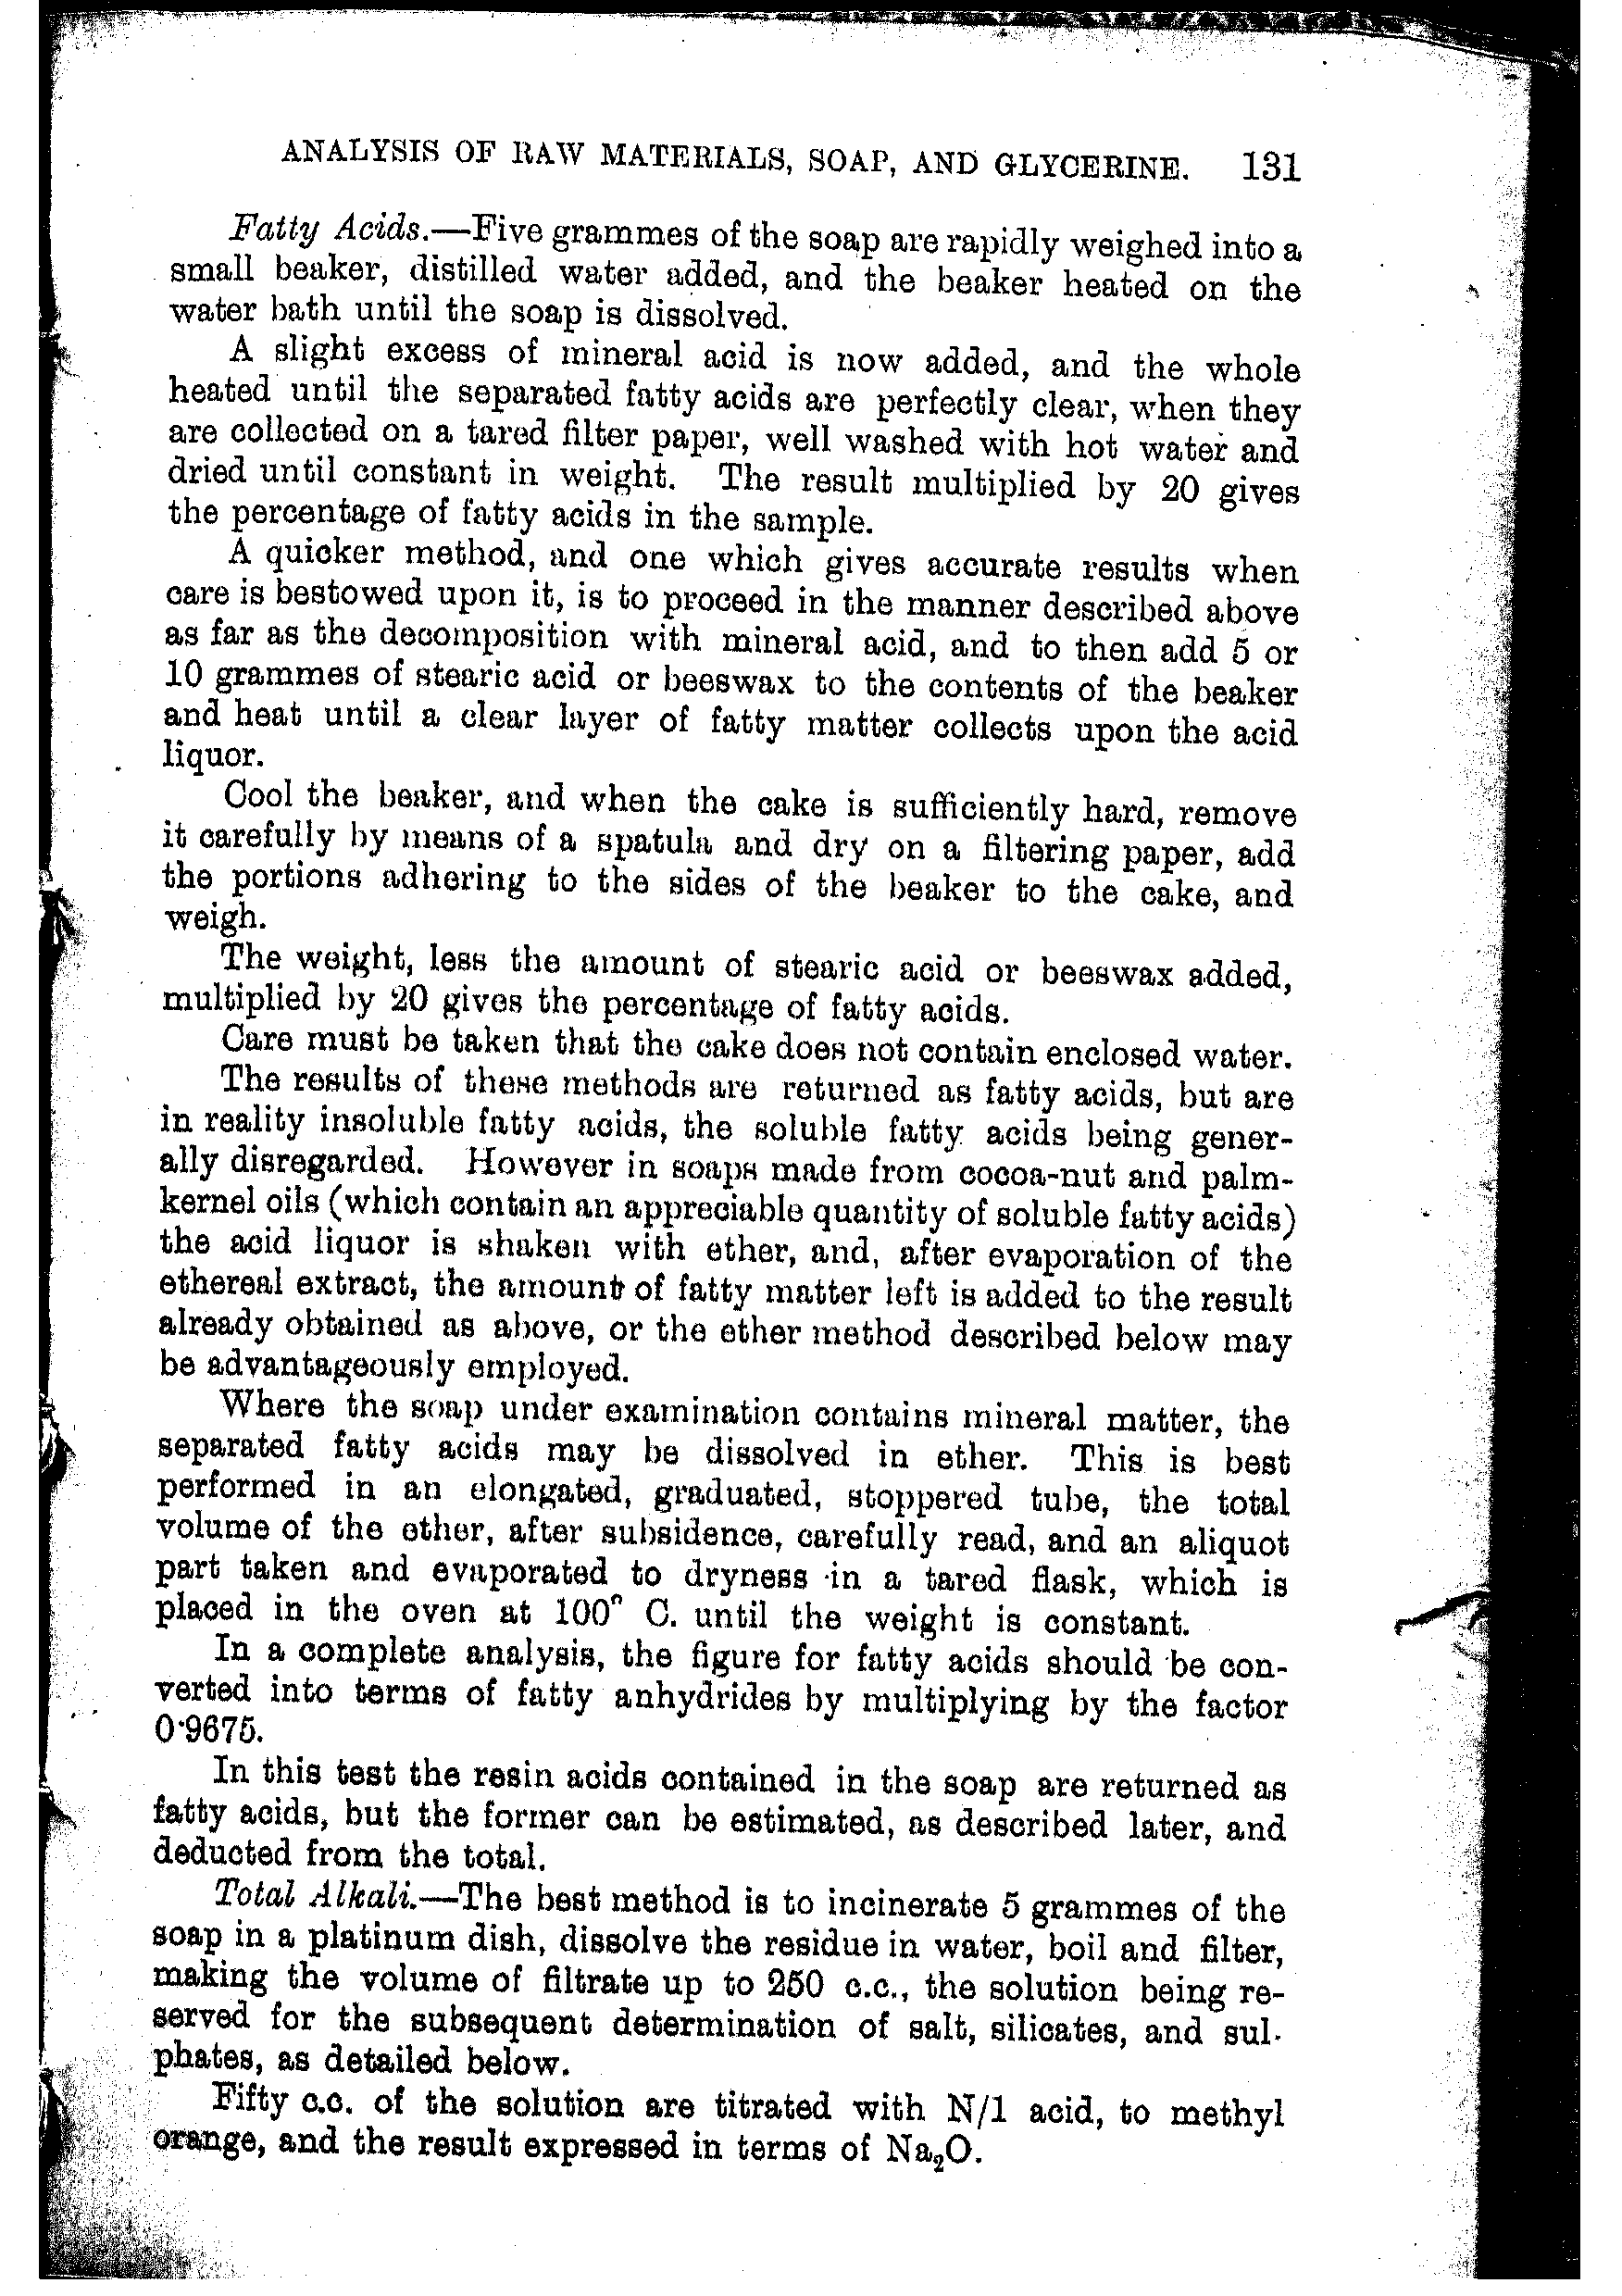 ANALYSIS OF RAW MATERIALS, SOAP, AND GLYCERINE. 131
Fatty Acids.—Five grammes of the soap are rapidly weighed into a
small beaker, distilled water added, and the beaker heated on the
water bath until the soap is dissolved.
A slight excess of mineral acid is now added, and the whole
heated until the separated fatty acids are perfectly clear, when they
are collected on a tared filter paper, well washed with hot water and
dried until constant in weight. The result multiplied by 20 gives
the percentage of fatty acids in the sample.
A quicker method, and one which gives accurate results when
care is bestowed upon it, is to proceed in the manner described above
as far as the decomposition with mineral acid, and to then add 5 or
10 grammes of stearic acid or beeswax to the contents of the beaker
and heat until a clear layer of fatty matter collects upon the acid
liquor.
Cool the beaker, and when the cake is sufficiently hard, remove
it carefully by means of a spatula and dry on a filtering paper, add
the portions adhering to the sides of the beaker to the cake, and
weigh.
The weight, less the amount of stearic acid or beeswax added,
multiplied by 20 gives the percentage of fatty acids.
Care must be taken that the cake does not contain enclosed water.
The results of these methods are returned as fatty acids, but are
in reality insoluble fatty acids, the soluble fatty acids being gener-
ally disregarded. However in soaps made from cocoa-nut and palm-
kernel oils (which contain an appreciable quantity of soluble fatty acids)
the acid liquor is shaken with ether, and, after evaporation of the
ethereal extract, the amount of fatty matter left is added to the result
already obtained as above, or the ether method described below may
be advantageously employed.
Where the soap under examination contains mineral matter, the
separated fatty acids may be dissolved in ether. This is best
performed in an elongated, graduated, stoppered tube, the total
volume of the ether, after subsidence, carefully read, and an aliquot
part taken and evaporated to dryness in a tared flask, which is
placed in the oven at 100° C. until the weight is constant.
In a complete analysis, the figure for fatty acids should be con-
verted into terms of fatty anhydrides by multiplying by the factor
0·9675.
In this test the resin acids contained in the soap are returned as
fatty acids, but the former can be estimated, as described later, and
deducted from the total.
Total Alkali.—The best method is to incinerate 5 grammes of the
soap in a platinum dish, dissolve the residue in water, boil and filter,
making the volume of filtrate up to 250 c.c., the solution being re-
served for the subsequent determination of salt, silicates, and sul-
phates, as detailed below.
Fifty c.c. of the solution are titrated with N/1 acid, to methyl
orange, and the result expressed in terms of Na₂O.